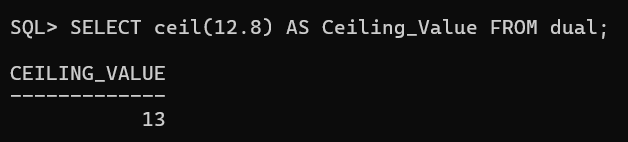 SQL> SELECT ceil(12.8) AS Ceiling_Value FROM dual;
CEILING_VALUE
-------------
13